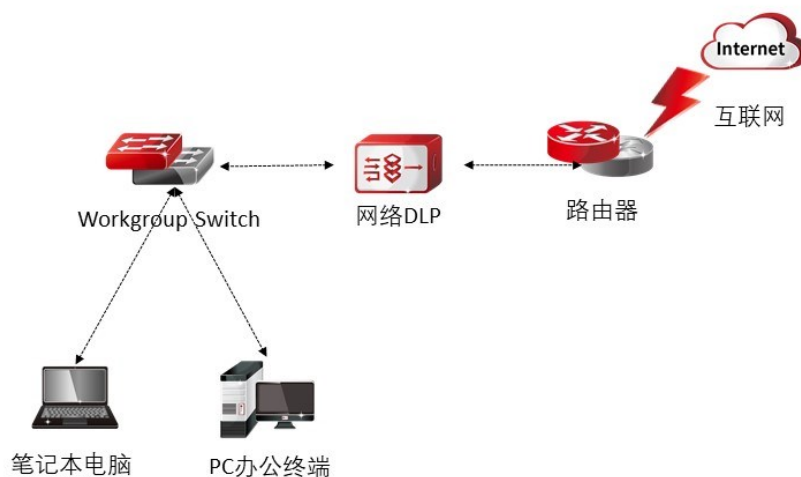 Internet
互联网
Workgroup Switch
网络DLP
路由器
笔记本电脑
PC办公终端